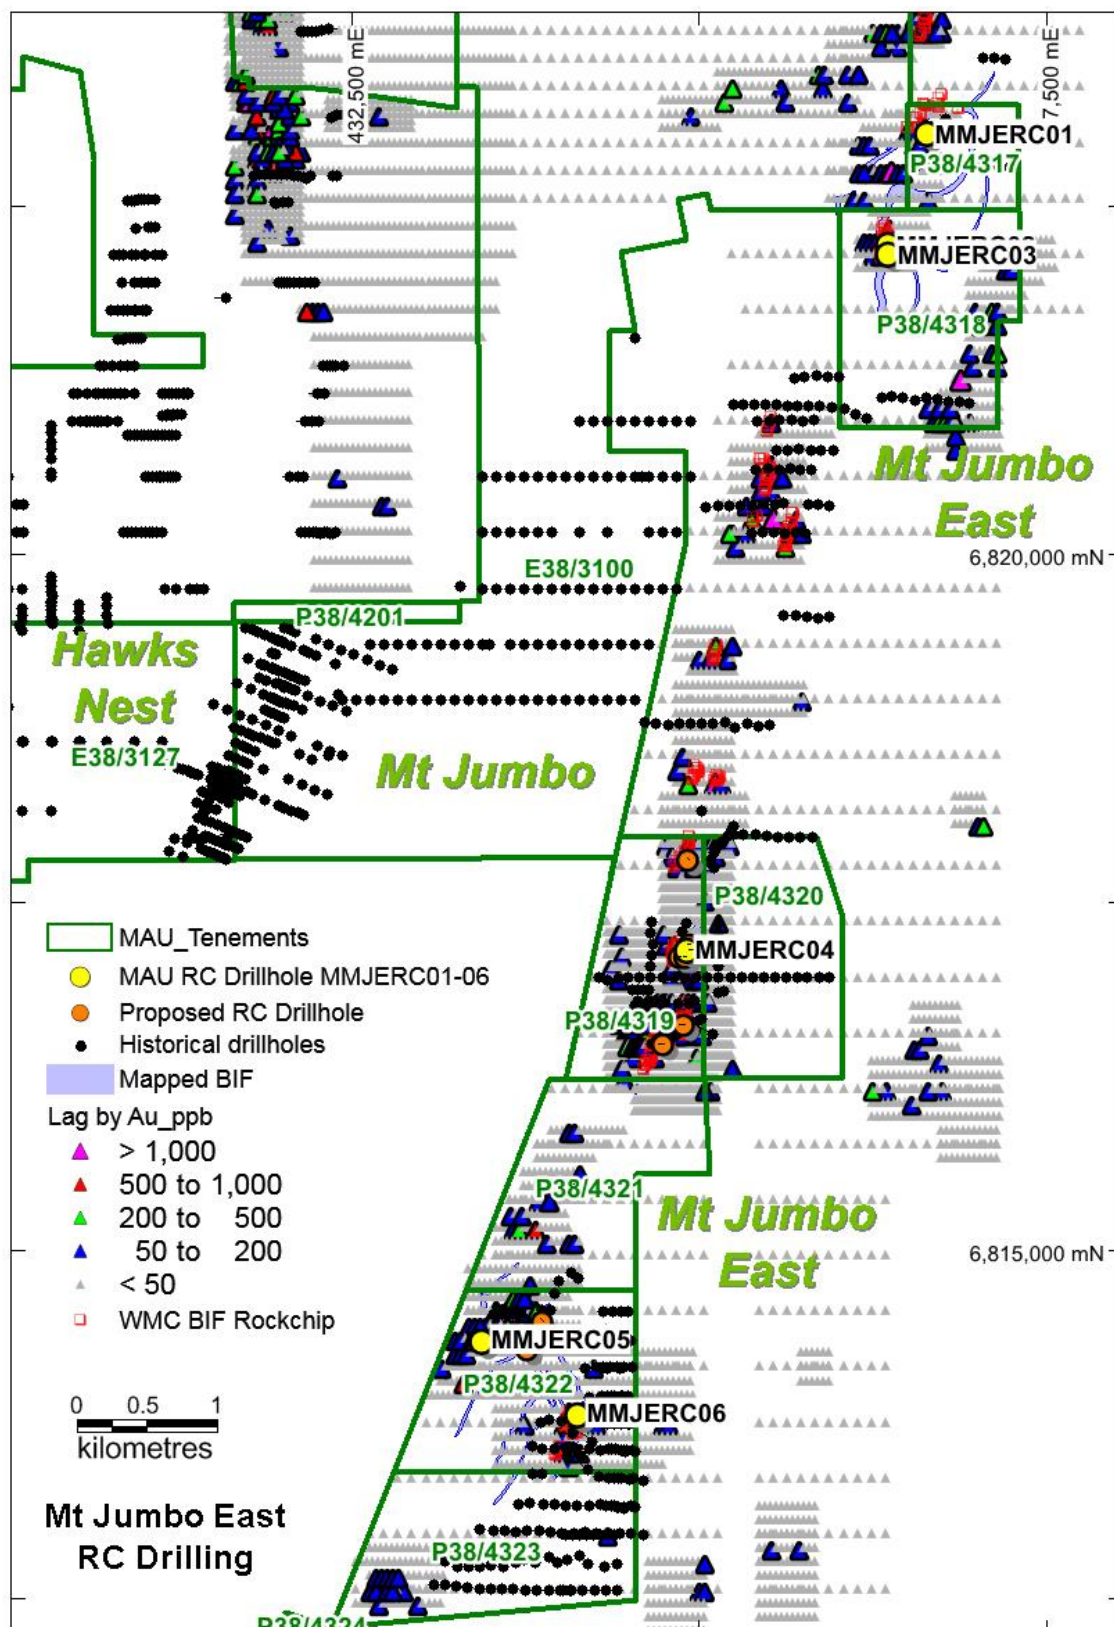 432,500 mE
7,500 mE
MMJERC01
P38/4317
MMJERC03
P38/4318
Mt Jumbo
East
6,820,000 mN
E38/3100
P38/4201
Hawks
Nest
E38/3127
Mt Jumbo
P38/4320
MAU_Tenements
MAU RC Drillhole MMJERC01-06
Proposed RC Drillhole
Historical drillholes
Mapped BIF
Lag by Au_ppb
> 1,000
500 to 1,000
200 to 500
50 to 200
< 50
WMC BIF Rockchip
MMJERC04
P38/4319
P38/4321
Mt Jumbo
East
6,815,000 mN
MMJERC05
P38/4322
MMJERC06
0 0.5 1
kilometres
Mt Jumbo East
RC Drilling
P38/4323
P38/4324